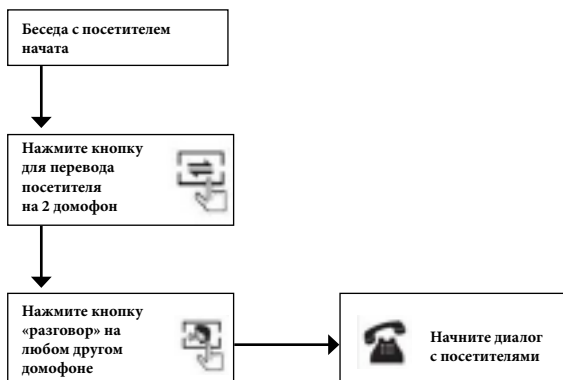 Беседа с посетителем
начата
Нажмите кнопку
для перевода
посетителя
на 2 домофон
Нажмите кнопку
«разговор» на
любом другом
домофоне
Начните диалог
с посетителями